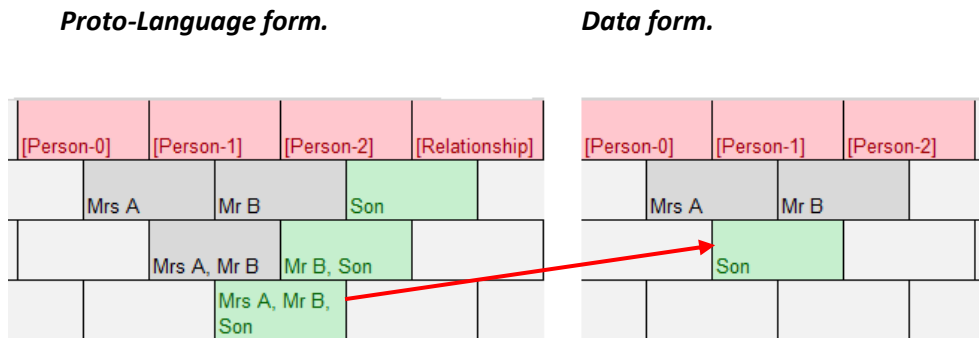 Proto-Language form.
Data form.
[Person-0] [Person-1] [Person-2] [Relationship]
Mrs A Mr B Son
Mrs A, Mr B Mr B, Son
Mrs A, Mr B,
Son
[Person-0] [Person-1] [Person-2]
Mrs A Mr B
Son